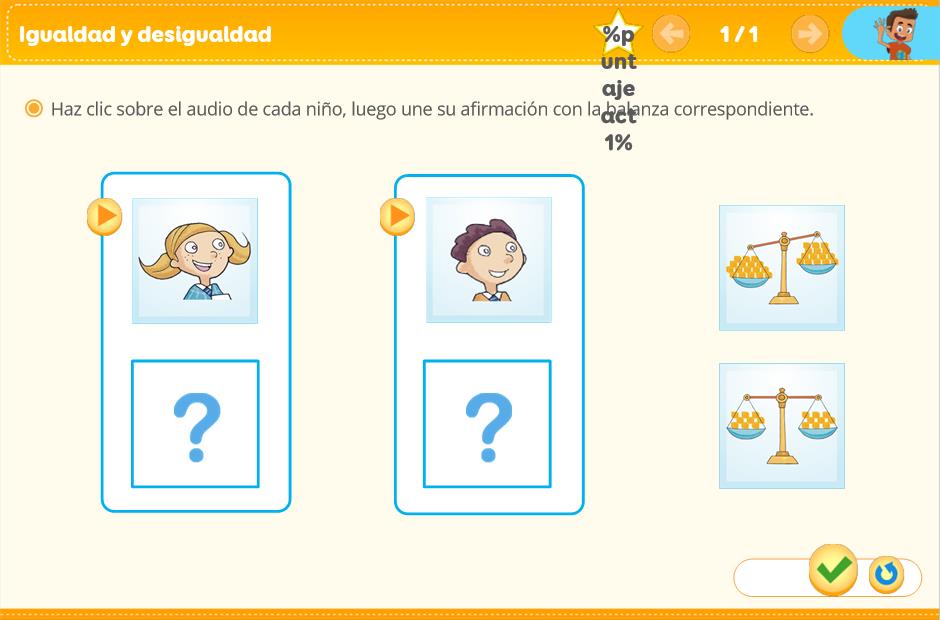 Igualdad y desigualdad
%p
unt
aje
act
1%
1 / 1
Haz clic sobre el audio de cada niño, luego une su afirmación con la balanza correspondiente.
?
?